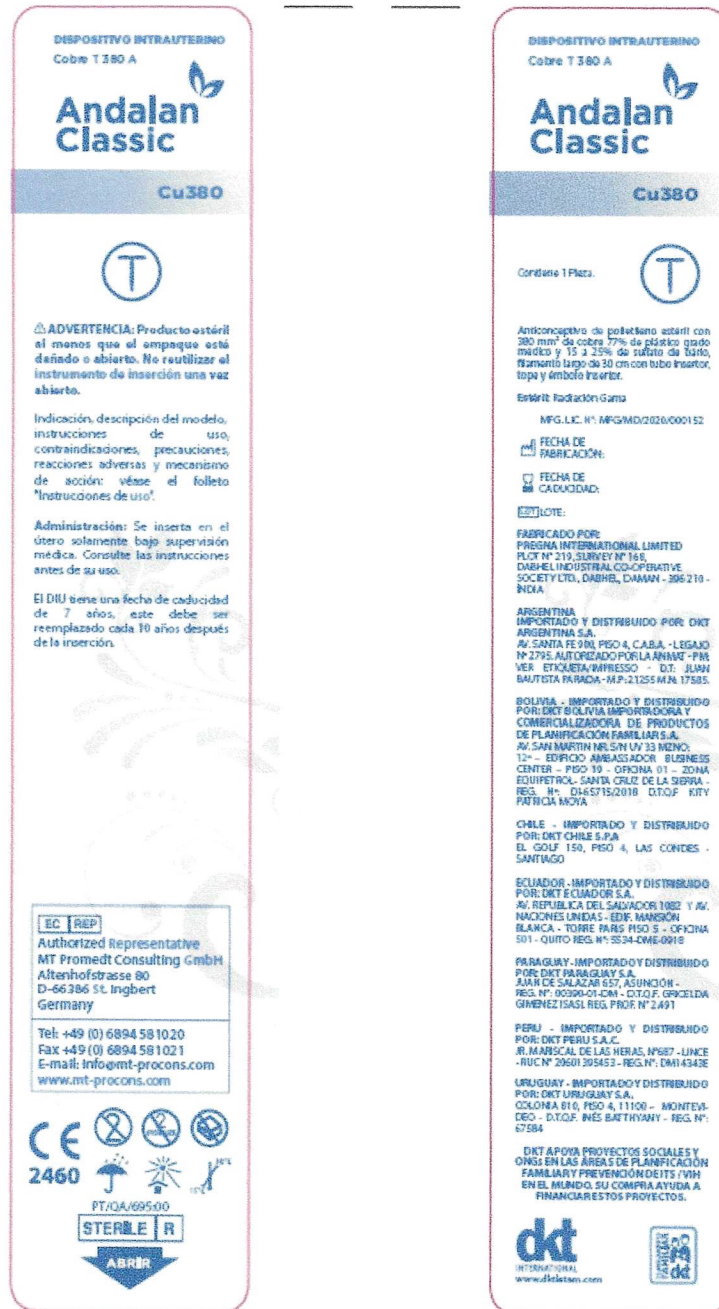 DISPOSITIVO INTRAUTERINO
Cobre T 380 A
Andalan
Classic
Cu380
T
ADVERTENCIA: Producto estéril
al menos que el empaque esté
dañado o abierto. No reutilizar el
instrumento de inserción una vez
abierto.
Indicación, descripción del modelo,
instrucciones de uso,
contraindicaciones, precauciones,
reacciones adversas y mecanismo
de acción: véase el folleto
"Instrucciones de uso".
Administración: Se inserta en el
útero solamente bajo supervisión
médica. Consulte las instrucciones
antes de su uso.
El DIU tiene una fecha de caducidad
de 7 años, este debe ser
reemplazado cada 10 años después
de la inserción.
EC REP
Authorized Representative
MT Promedt Consulting GmbH
Altenhofstrasse 80
D-66386 St. Ingbert
Germany
Tel: +49 (0) 6894 581020
Fax +49 (0) 6894 581021
E-mail: info@mt-procons.com
www.mt-procons.com
CE
2460
PT/QA/695:00
STERILE R
ABRIR
DISPOSITIVO INTRAUTERINO
Cobre T 380 A
Andalan
Classic
Cu380
T
Contiene 1 Pieza.
Anticonceptivo de polietileno estéril con
380 mm² de cobre 77% de plástico grado
médico y 15 a 25% de sulfato de bario,
filamento largo de 30 cm con tubo insertor,
tope y émbolo insertor.
Estéril: Radiación Gama
MFG. LIC. N°: MFG/MD/2020/000152
FECHA DE
FABRICACIÓN:
FECHA DE
CADUCIDAD:
LOT LOTE:
FABRICADO POR:
PREGNA INTERNATIONAL LIMITED
PLOT N° 219, SURVEY N° 168,
DABHEL INDUSTRIAL CO-OPERATIVE
SOCIETY LTD., DABHEL, DAMAN - 396 210 -
INDIA
ARGENTINA
IMPORTADO Y DISTRIBUIDO POR: DKT
ARGENTINA S.A.
AV. SANTA FE 900, PISO 4, C.A.B.A. - LEGAJO
N° 2795. AUTORIZADO POR LA ANMAT - PM:
VER ETIQUETA/IMPRESSO - D.T: JUAN
BAUTISTA PARADA - M.P.: 21255 M.N: 17585.
BOLIVIA - IMPORTADO Y DISTRIBUIDO
POR: DKT BOLIVIA IMPORTADORA Y
COMERCIALIZADORA DE PRODUCTOS
DE PLANIFICACIÓN FAMILIAR S.A.
AV. SAN MARTIN NR. S/N UV 33 MZNO:
12 - EDIFICIO AMBASSADOR BUSINESS
CENTER - PISO 19 - OFICINA 01 - ZONA
EQUIPETROL- SANTA CRUZ DE LA SIERRA -
REG. N°: DI-65715/2018 D.T.Q.F KITY
PATRICIA MOYA
CHILE - IMPORTADO Y DISTRIBUIDO
POR: DKT CHILE S.P.A
EL GOLF 150, PISO 4, LAS CONDES -
SANTIAGO
ECUADOR - IMPORTADO Y DISTRIBUIDO
POR: DKT ECUADOR S.A.
AV. REPUBLICA DEL SALVADOR 1082 Y AV.
NACIONES UNIDAS - EDIF. MANSIÓN
BLANCA - TORRE PARIS PISO 5 - OFICINA
501 - QUITO REG. N°: 5534-DME-0918
PARAGUAY - IMPORTADO Y DISTRIBUIDO
POR: DKT PARAGUAY S.A.
JUAN DE SALAZAR 657, ASUNCIÓN -
REG. N°: 00390-01-DM - D.T.Q.F. GRICELDA
GIMENEZ ISASI. REG. PROF. N° 2.491
PERU - IMPORTADO Y DISTRIBUIDO
POR: DKT PERU S.A.C.
JR. MARISCAL DE LAS HERAS, N°687 - LINCE
- RUC N° 20601395453 - REG. N°: DM14343E
URUGUAY - IMPORTADO Y DISTRIBUIDO
POR: DKT URUGUAY S.A.
COLONIA 810, PISO 4, 11100 - MONTEVI-
DEO - D.T.Q.F. INÉS BATTHYANY - REG. N°:
67584
DKT APOYA PROYECTOS SOCIALES Y
ONGs EN LAS ÁREAS DE PLANIFICACIÓN
FAMILIAR Y PREVENCIÓN DE ITS / VIH
EN EL MUNDO. SU COMPRA AYUDA A
FINANCIAR ESTOS PROYECTOS.
dkt
INTERNATIONAL
www.dktlatam.com
FAMILIAR
dkt